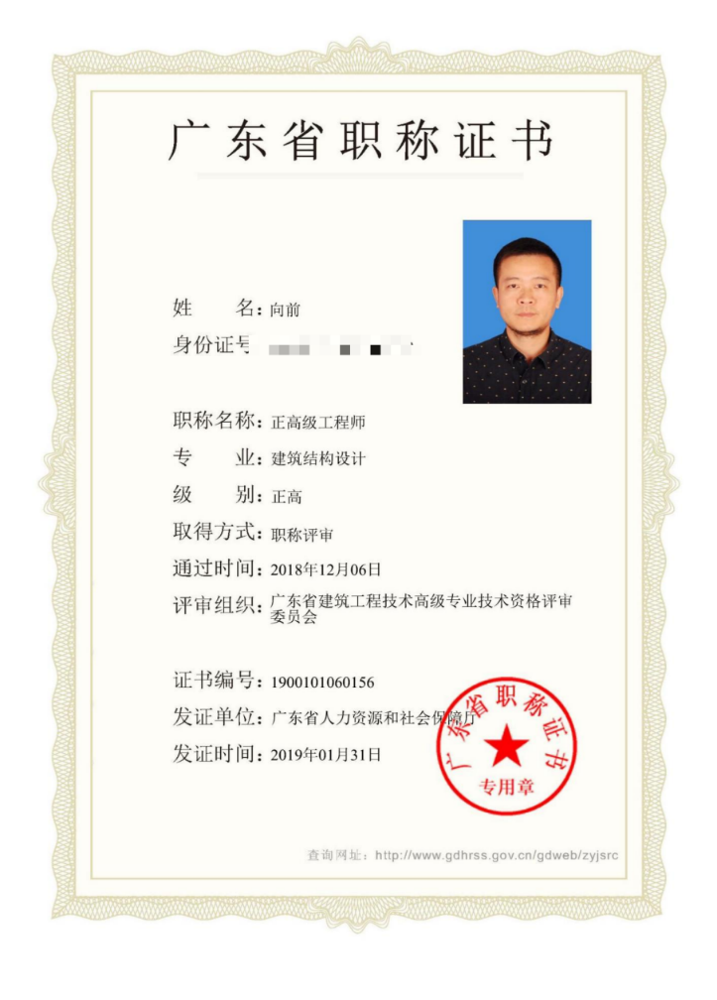 广东省职称证书
姓 名：向前
身份证号
职称名称：正高级工程师
专 业：建筑结构设计
级 别：正高
取得方式：职称评审
通过时间：2018年12月06日
评审组织：广东省建筑工程技术高级专业技术资格评审
委员会
证书编号：1900101060156
发证单位：广东省人力资源和社会保障厅
发证时间：2019年01月31日
广东省职称证书
专用章
查询网址：http://www.gdhrss.gov.cn/gdweb/zyjsrc